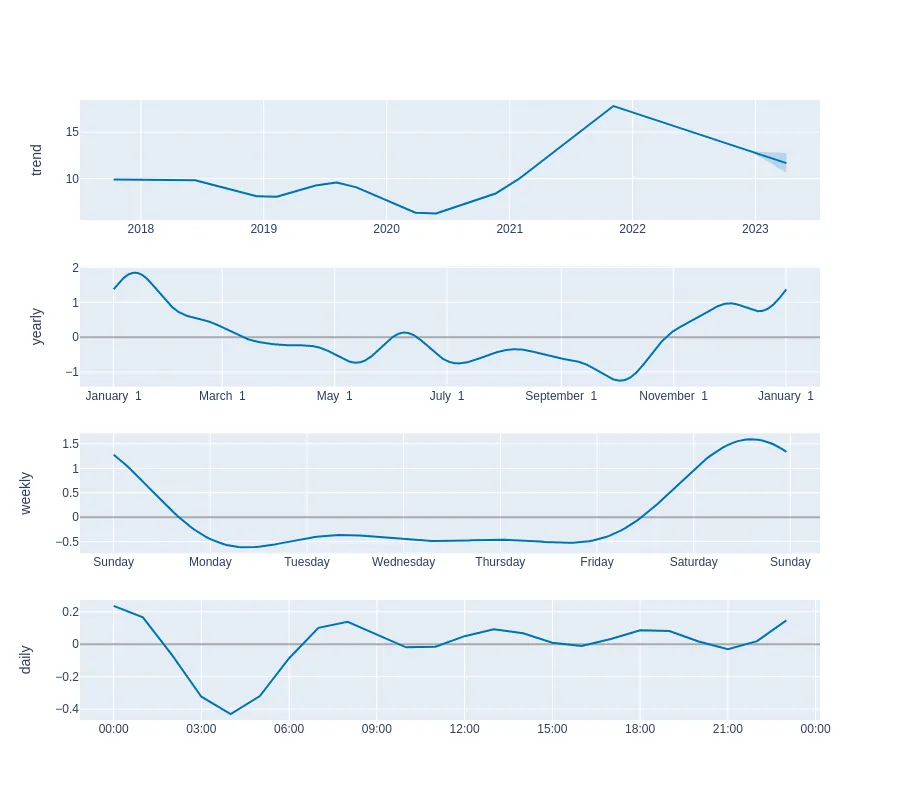 trend
15
10
2018 2019 2020 2021 2022 2023
yearly
2
1
0
−1
January 1 March 1 May 1 July 1 September 1 November 1 January 1
weekly
1.5
1
0.5
0
−0.5
Sunday Monday Tuesday Wednesday Thursday Friday Saturday Sunday
daily
0.2
0
−0.2
−0.4
00:00 03:00 06:00 09:00 12:00 15:00 18:00 21:00 00:00